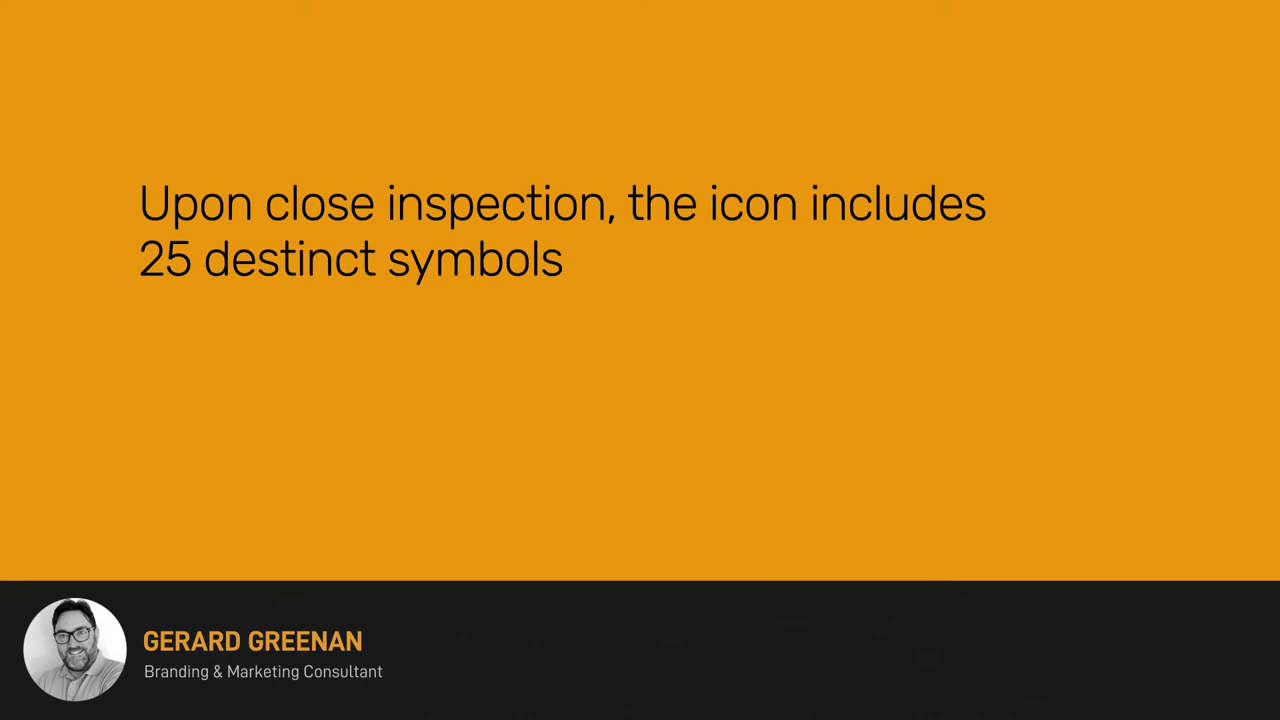 Upon close inspection, the icon includes
25 destinct symbols
GERARD GREENAN
Branding & Marketing Consultant